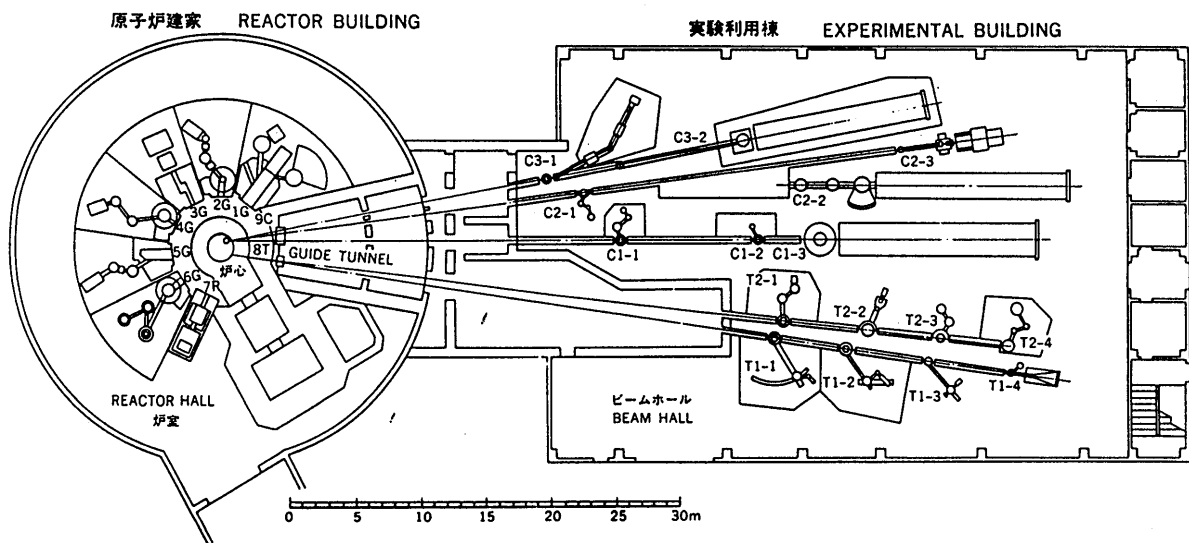 原子炉建家 REACTOR BUILDING
実験利用棟 EXPERIMENTAL BUILDING
C3-2
C3-1
C2-3
C2-1
C2-2
2G
3G
1G
4G
9C
5G
8T
GUIDE TUNNEL
炉心
6G
7R
C1-1
C1-2
C1-3
T2-1
T2-2
T2-3
T2-4
T1-1
T1-2
T1-3
T1-4
REACTOR HALL
炉室
ビームホール
BEAM HALL
0 5 10 15 20 25 30m